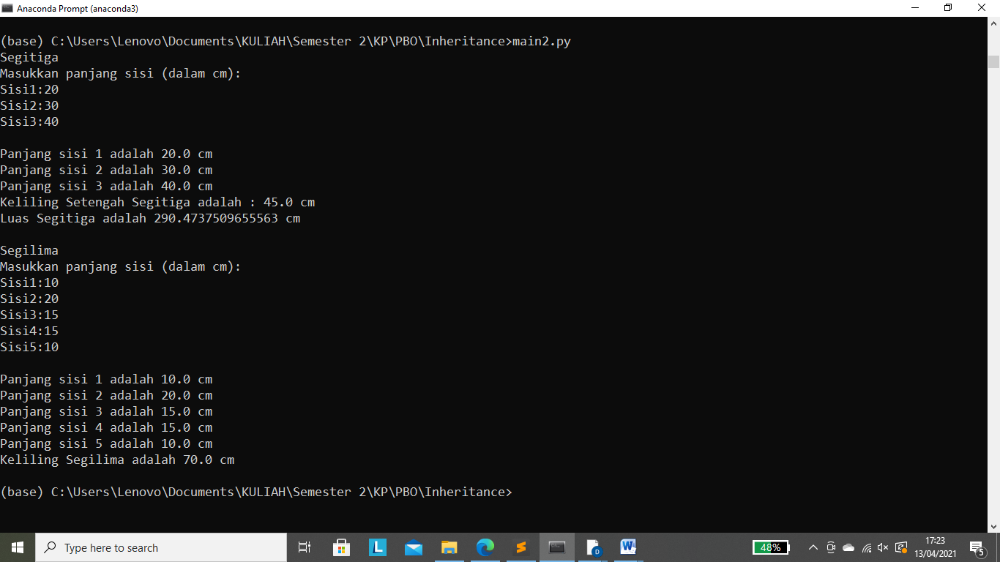 Anaconda Prompt (anaconda3)
(base) C:\Users\Lenovo\Documents\KULIAH\Semester 2\KP\PBO\Inheritance>main2.py
Segitiga
Masukkan panjang sisi (dalam cm):
Sisi1:20
Sisi2:30
Sisi3:40
Panjang sisi 1 adalah 20.0 cm
Panjang sisi 2 adalah 30.0 cm
Panjang sisi 3 adalah 40.0 cm
Keliling Setengah Segitiga adalah : 45.0 cm
Luas Segitiga adalah 290.4737509655563 cm
Segilima
Masukkan panjang sisi (dalam cm):
Sisi1:10
Sisi2:20
Sisi3:15
Sisi4:15
Sisi5:10
Panjang sisi 1 adalah 10.0 cm
Panjang sisi 2 adalah 20.0 cm
Panjang sisi 3 adalah 15.0 cm
Panjang sisi 4 adalah 15.0 cm
Panjang sisi 5 adalah 10.0 cm
Keliling Segilima adalah 70.0 cm
(base) C:\Users\Lenovo\Documents\KULIAH\Semester 2\KP\PBO\Inheritance>
Type here to search
L
D
W
48%
17:23
13/04/2021
5